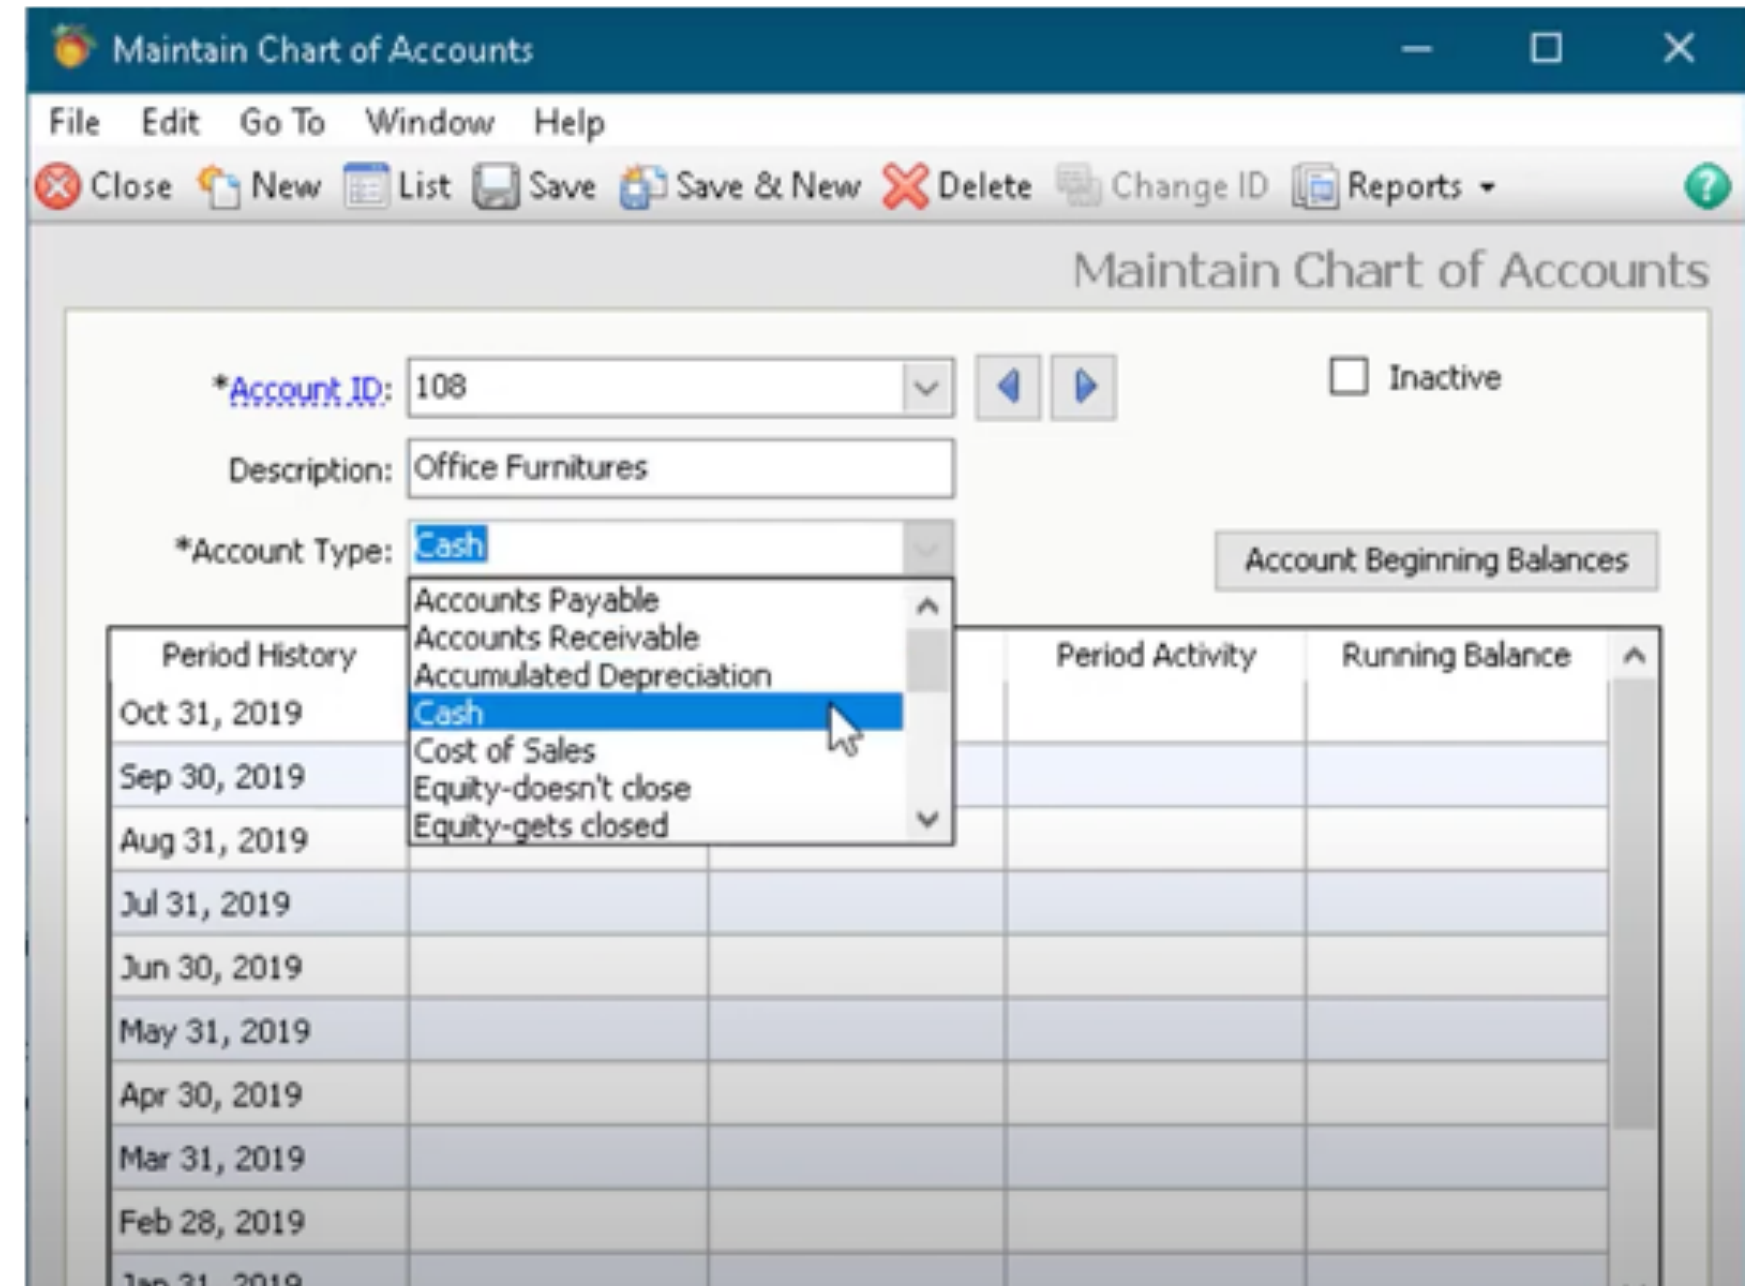 Maintain Chart of Accounts
File Edit Go To Window Help
Close New List Save Save & New Delete Change ID Reports ?
Maintain Chart of Accounts
*Account ID: 108 Inactive
Description: Office Furnitures
*Account Type: Cash Account Beginning Balances
Accounts Payable
Accounts Receivable
Accumulated Depreciation
Cash
Cost of Sales
Equity-doesn't close
Equity-gets closed
Period History Period Activity Running Balance
Oct 31, 2019
Sep 30, 2019
Aug 31, 2019
Jul 31, 2019
Jun 30, 2019
May 31, 2019
Apr 30, 2019
Mar 31, 2019
Feb 28, 2019
Jan 31, 2019